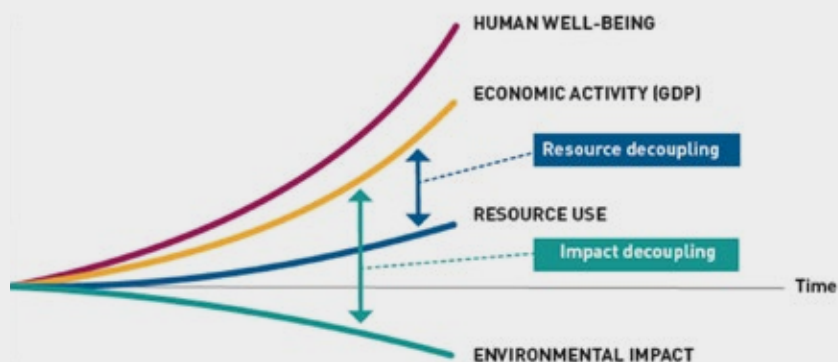 HUMAN WELL-BEING
ECONOMIC ACTIVITY (GDP)
Resource decoupling
RESOURCE USE
Impact decoupling
Time
ENVIRONMENTAL IMPACT